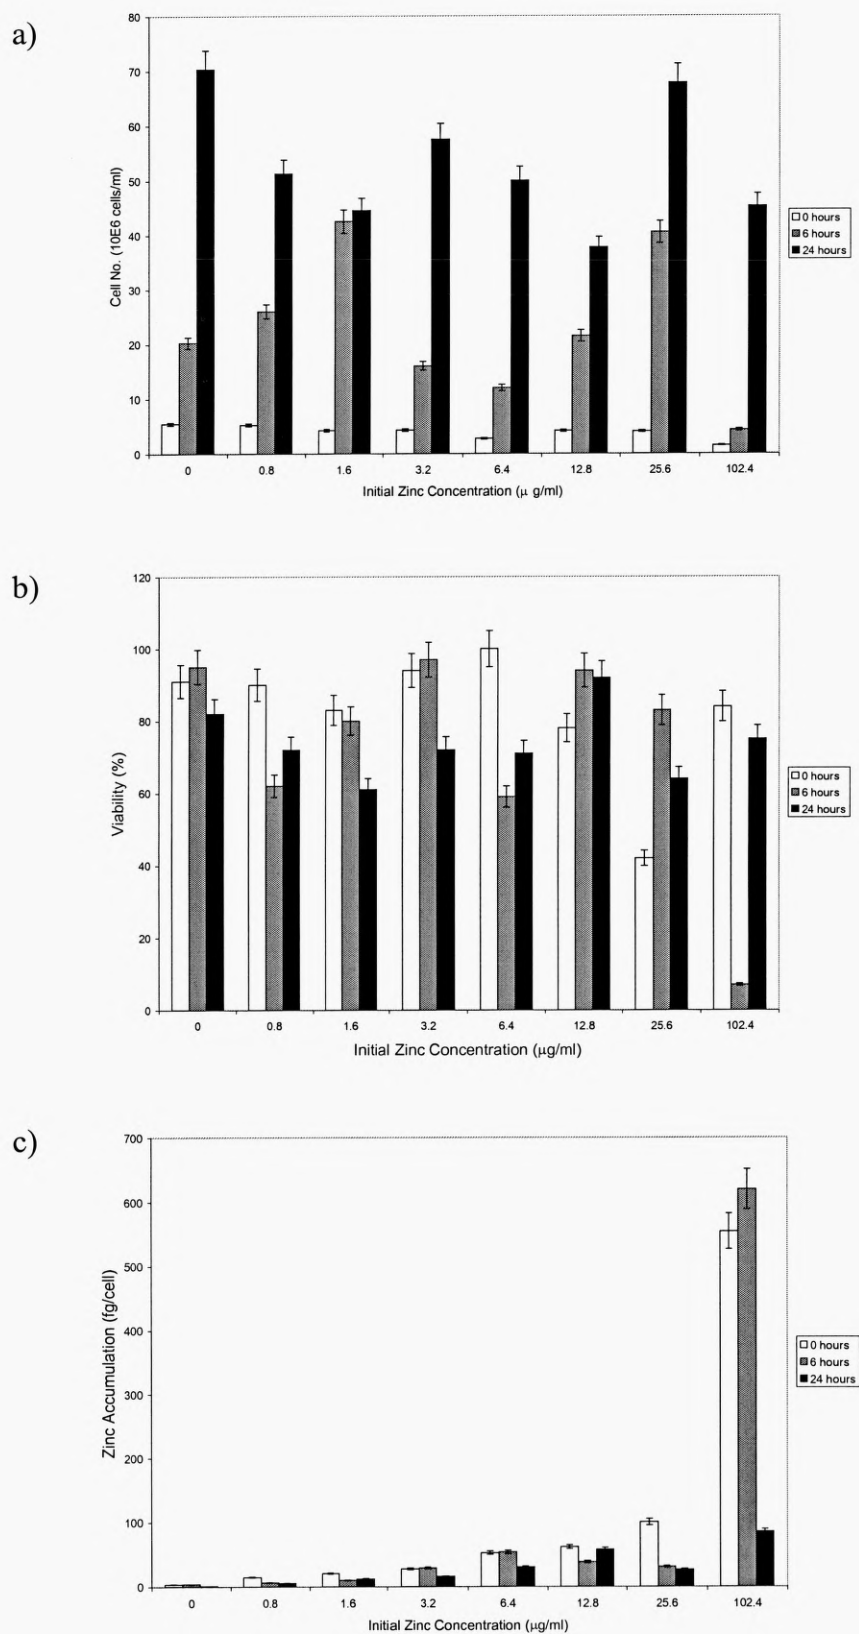 a)
80
70
60
50
40
30
20
10
0
Cell No. (10E6 cells/ml)
0 0.8 1.6 3.2 6.4 12.8 25.6 102.4
Initial Zinc Concentration (μ g/ml)
0 hours
6 hours
24 hours
b)
120
100
80
60
40
20
0
Viability (%)
0 0.8 1.6 3.2 6.4 12.8 25.6 102.4
Initial Zinc Concentration (μg/ml)
0 hours
6 hours
24 hours
c)
700
600
500
400
300
200
100
0
Zinc Accumulation (fg/cell)
0 0.8 1.6 3.2 6.4 12.8 25.6 102.4
Initial Zinc Concentration (μg/ml)
0 hours
6 hours
24 hours